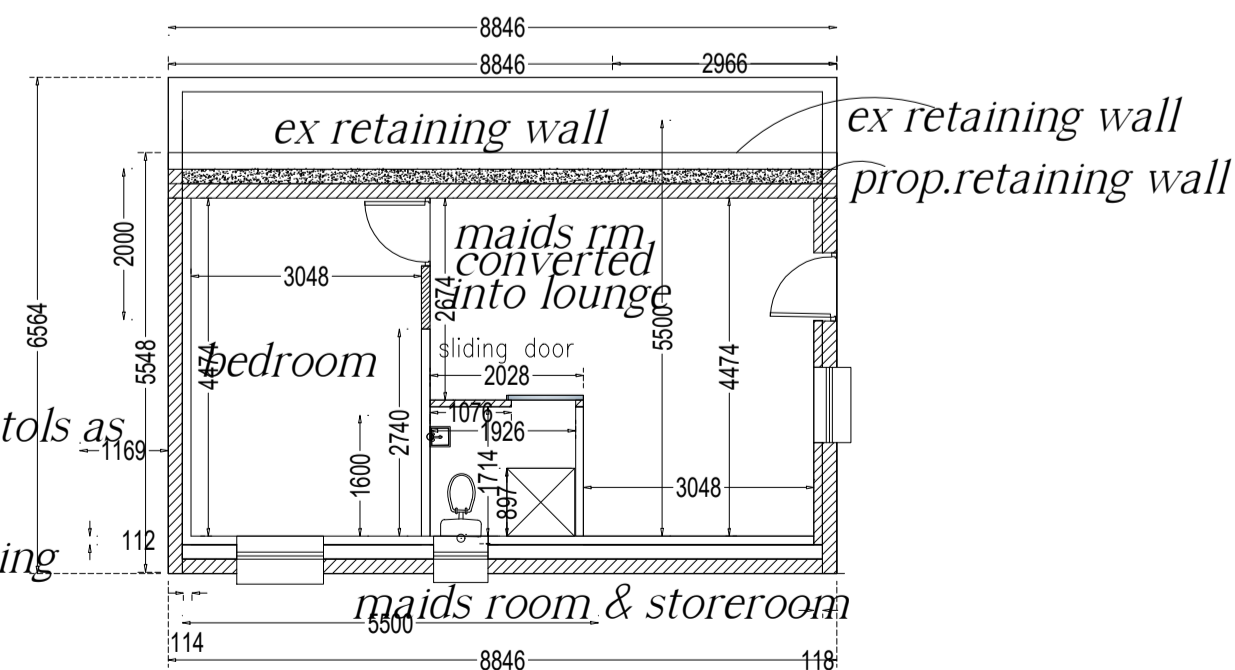 8846
8846 2966
ex retaining wall
ex retaining wall
prop.retaining wall
2000
6564
5548
3048
4474
bedroom
maids rm
converted
into lounge
2674
5500
4474
sliding door
2028
1076
1926
2740
1600
1714
897
3048
tols as
1169
112
ing
maids room & storeroom
5500
114
8846
118